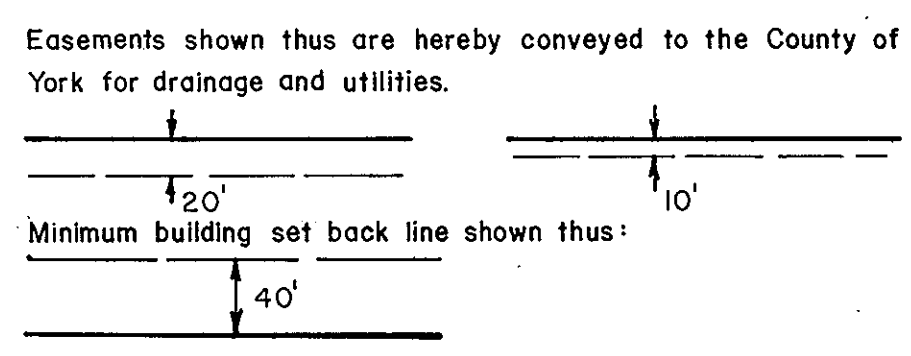 Easements shown thus are hereby conveyed to the County of
York for drainage and utilities.
20' 10'
Minimum building set back line shown thus:
40'